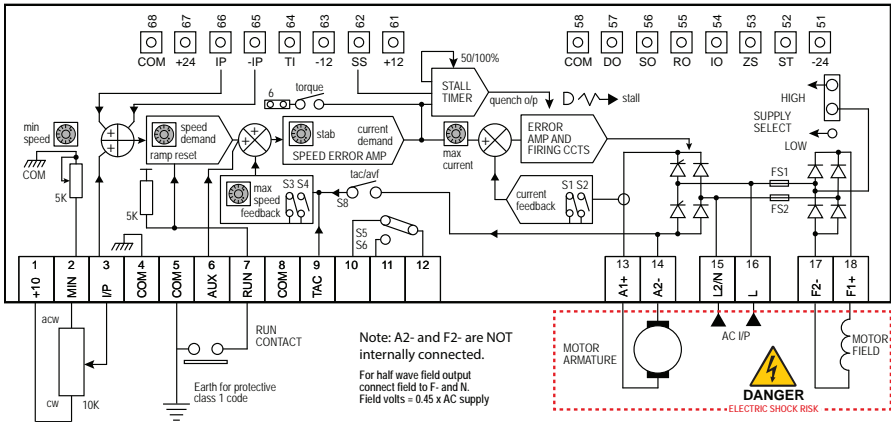 68 67 66 65 64 63 62 61 58 57 56 55 54 53 52 51
COM +24 IP -IP TI -12 SS +12 COM DO SO RO IO ZS ST -24
50/100%
STALL
TIMER
quench o/p
stall
HIGH
SUPPLY
SELECT
LOW
6
torque
min
speed
COM
5K
speed
demand
ramp reset
stab
current
demand
SPEED ERROR AMP
max
current
ERROR
AMP AND
FIRING CCTS
5K
max
speed
feedback
S3 S4
tac/avf
S8
current
feedback
S1 S2
FS1
FS2
S5
S6
1 2 3 4 5 6 7 8 9 10 11 12 13 14 15 16 17 18
+10 MIN I/P COM COM AUX RUN COM TAC A1+ A2- L2/N L F2- F1+
acw
cw
10K
RUN
CONTACT
Earth for protective
class 1 code
Note: A2- and F2- are NOT
internally connected.
For half wave field output
connect field to F- and N.
Field volts = 0.45 x AC supply
MOTOR
ARMATURE
AC I/P
MOTOR
FIELD
DANGER
ELECTRIC SHOCK RISK